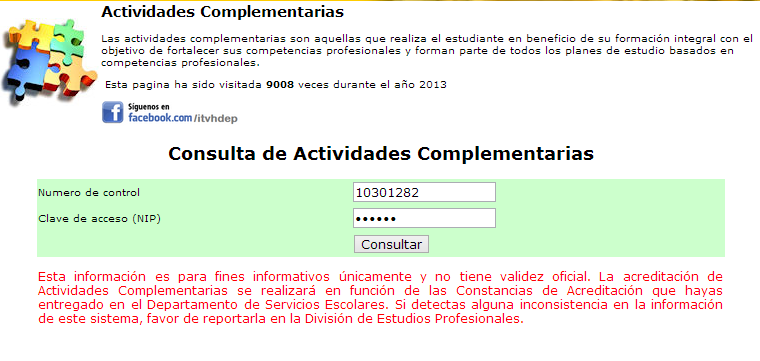 Actividades Complementarias
Las actividades complementarias son aquellas que realiza el estudiante en beneficio de su formación integral con el
objetivo de fortalecer sus competencias profesionales y forman parte de todos los planes de estudio basados en
competencias profesionales.
Esta pagina ha sido visitada 9008 veces durante el año 2013
Síguenos en
facebook.com/itvhdep
Consulta de Actividades Complementarias
Numero de control
10301282
Clave de acceso (NIP)
••••••
Consultar
Esta información es para fines informativos únicamente y no tiene validez oficial. La acreditación de
Actividades Complementarias se realizará en función de las Constancias de Acreditación que hayas
entregado en el Departamento de Servicios Escolares. Si detectas alguna inconsistencia en la información
de este sistema, favor de reportarla en la División de Estudios Profesionales.